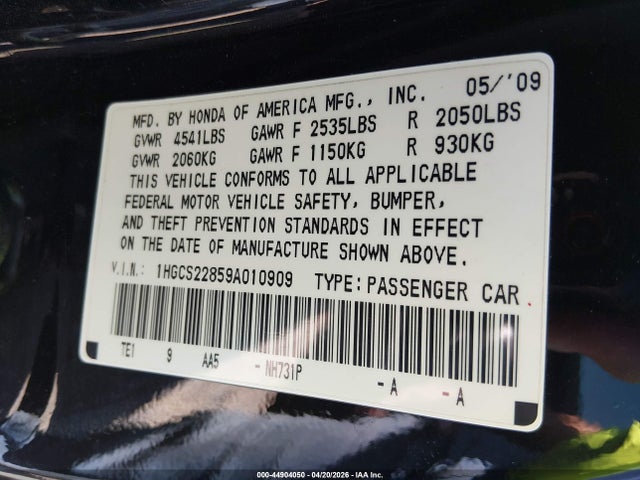 MFD. BY HONDA OF AMERICA MFG., INC. 05/'09
GVWR 4541LBS GAWR F 2535LBS R 2050LBS
GVWR 2060KG GAWR F 1150KG R 930KG
THIS VEHICLE CONFORMS TO ALL APPLICABLE
FEDERAL MOTOR VEHICLE SAFETY, BUMPER,
AND THEFT PREVENTION STANDARDS IN EFFECT
ON THE DATE OF MANUFACTURE SHOWN ABOVE.
V.I.N.: 1HGCS22859A010909 TYPE: PASSENGER CAR
TE1 9 AA5 - NH731P - A - A
000-44904050 - 04/20/2026 - IAA Inc.